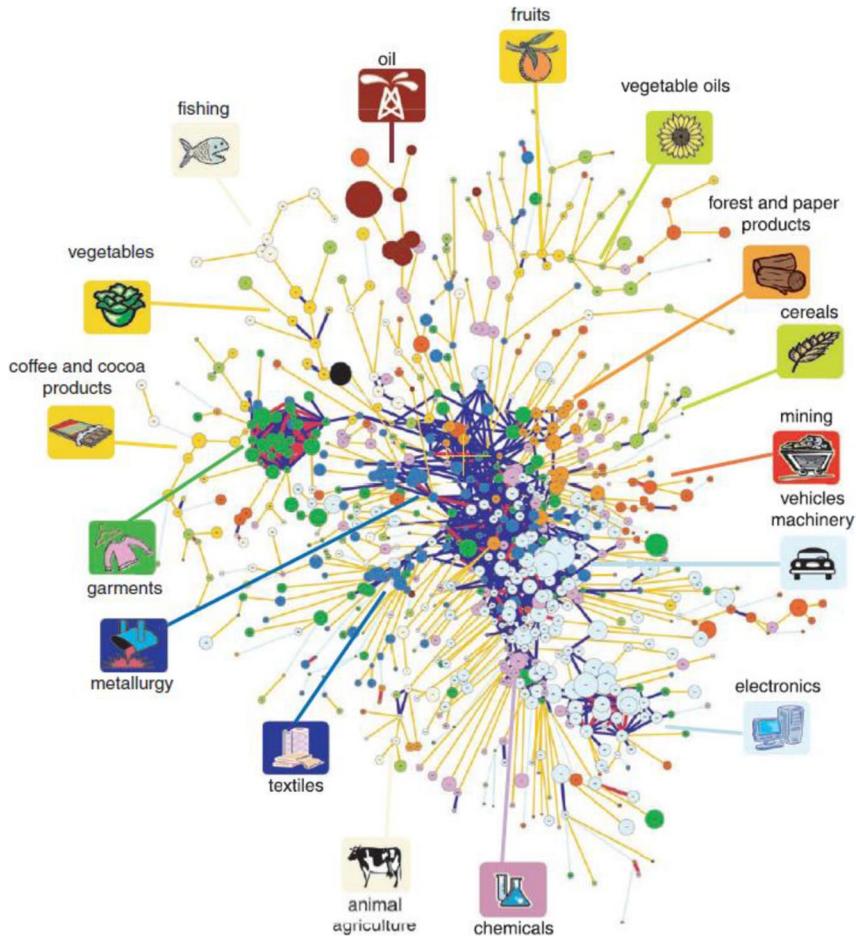 fruits
oil
vegetable oils
fishing
forest and paper
products
vegetables
cereals
coffee and cocoa
products
mining
vehicles
machinery
garments
metallurgy
electronics
textiles
animal
agriculture
chemicals